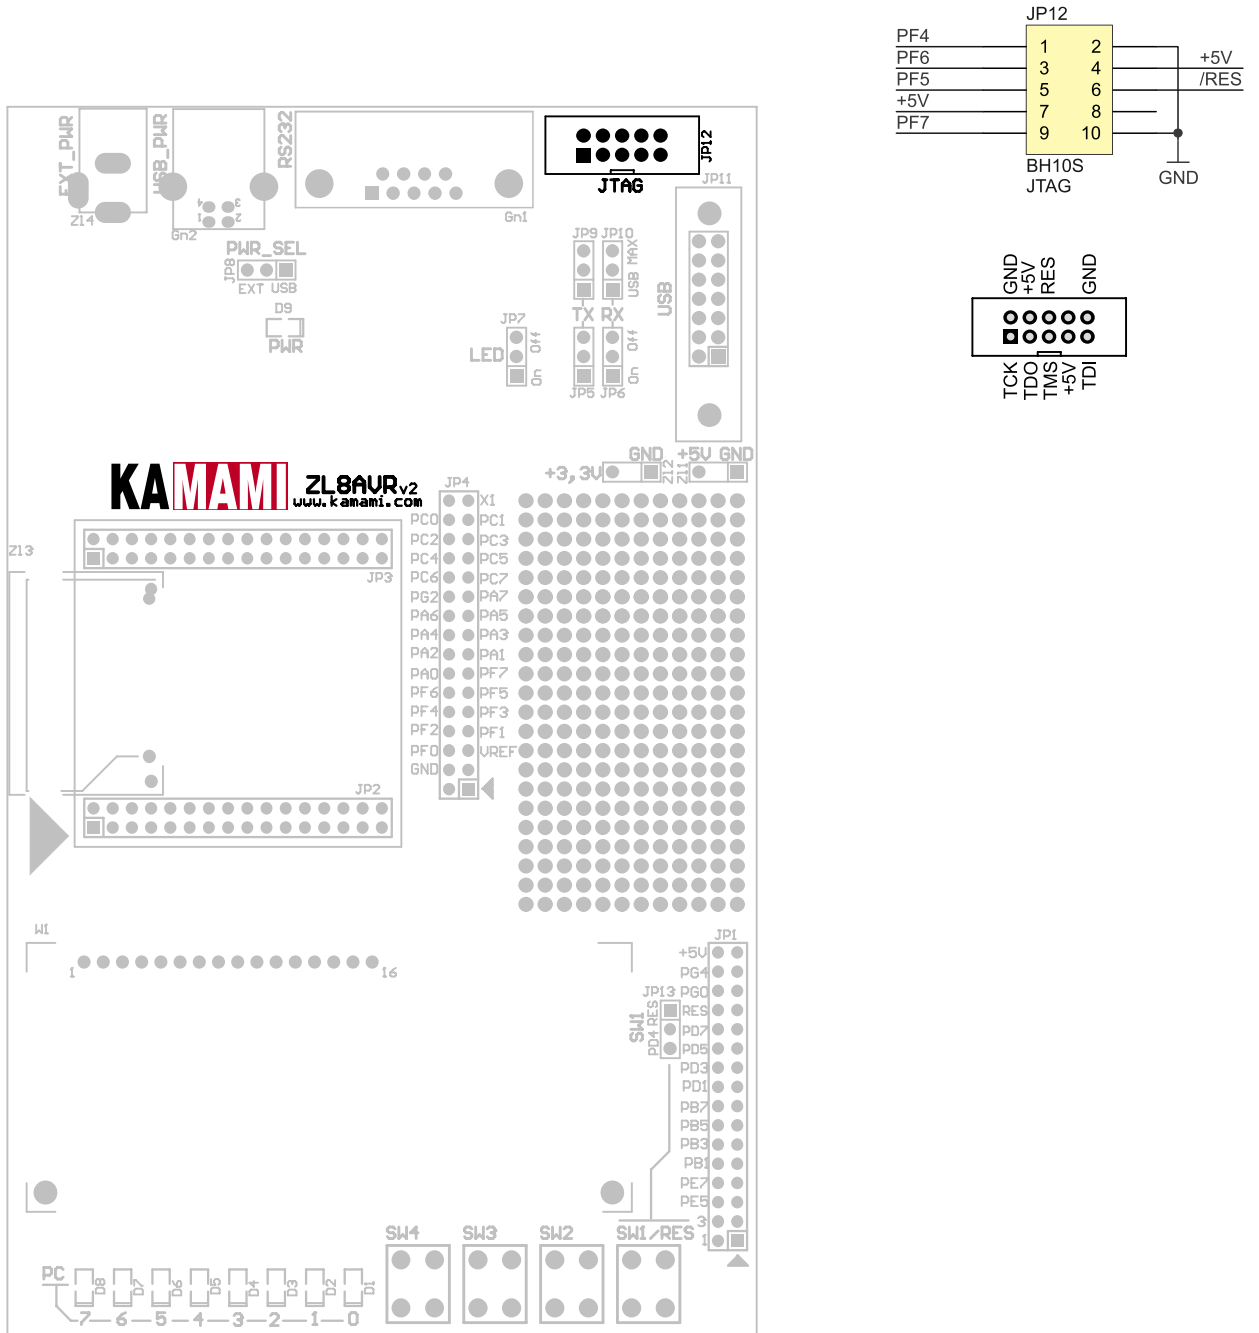 JP12
PF4 1 2
PF6 3 4 +5V
PF5 5 6 /RES
+5V 7 8
PF7 9 10
BH10S
JTAG
GND
GND
+5V
RES
GND
TCK
TDO
TMS
+5V
TDI
EXT_PWR
Z14
USB_PWR
4 3
1 2
Gn2
RS232
Gn1
JP12
JTAG
JP11
USB
PWR_SEL
JP8
EXT USB
D9
PWR
JP9 JP10
USB MAX
TX RX
JP7
LED
Off
On
Off
On
JP5 JP6
GND +5V GND
+3,3V
Z12
Z11
KAMAMI ZL8AVRv2
www.kamami.com
JP4
X1
PC0 PC1
PC2 PC3
PC4 PC5
PC6 PC7
PG2 PA7
PA6 PA5
PA4 PA3
PA2 PA1
PA0 PF7
PF6 PF5
PF4 PF3
PF2 PF1
PF0 VREF
GND
Z13
JP3
JP2
W1
1 16
JP1
+5V
PG4
PG0
RES
PD7
PD5
PD3
PD1
PB7
PB5
PB3
PB1
PE7
PE5
3
1
JP13
SW1
PD4 RES
SW4 SW3 SW2 SW1/RES
PC
D8 D7 D6 D5 D4 D3 D2 D1
7 6 5 4 3 2 1 0